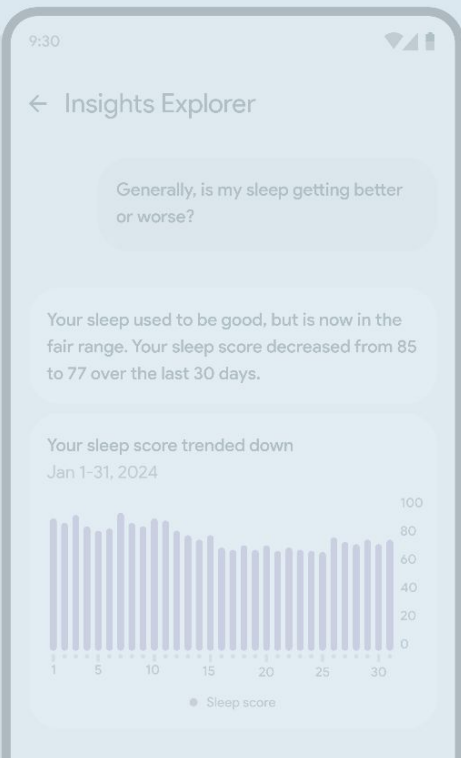 9:30
Insights Explorer
Generally, is my sleep getting better
or worse?
Your sleep used to be good, but is now in the
fair range. Your sleep score decreased from 85
to 77 over the last 30 days.
Your sleep score trended down
Jan 1-31, 2024
100
80
60
40
20
0
1 5 10 15 20 25 30
Sleep score